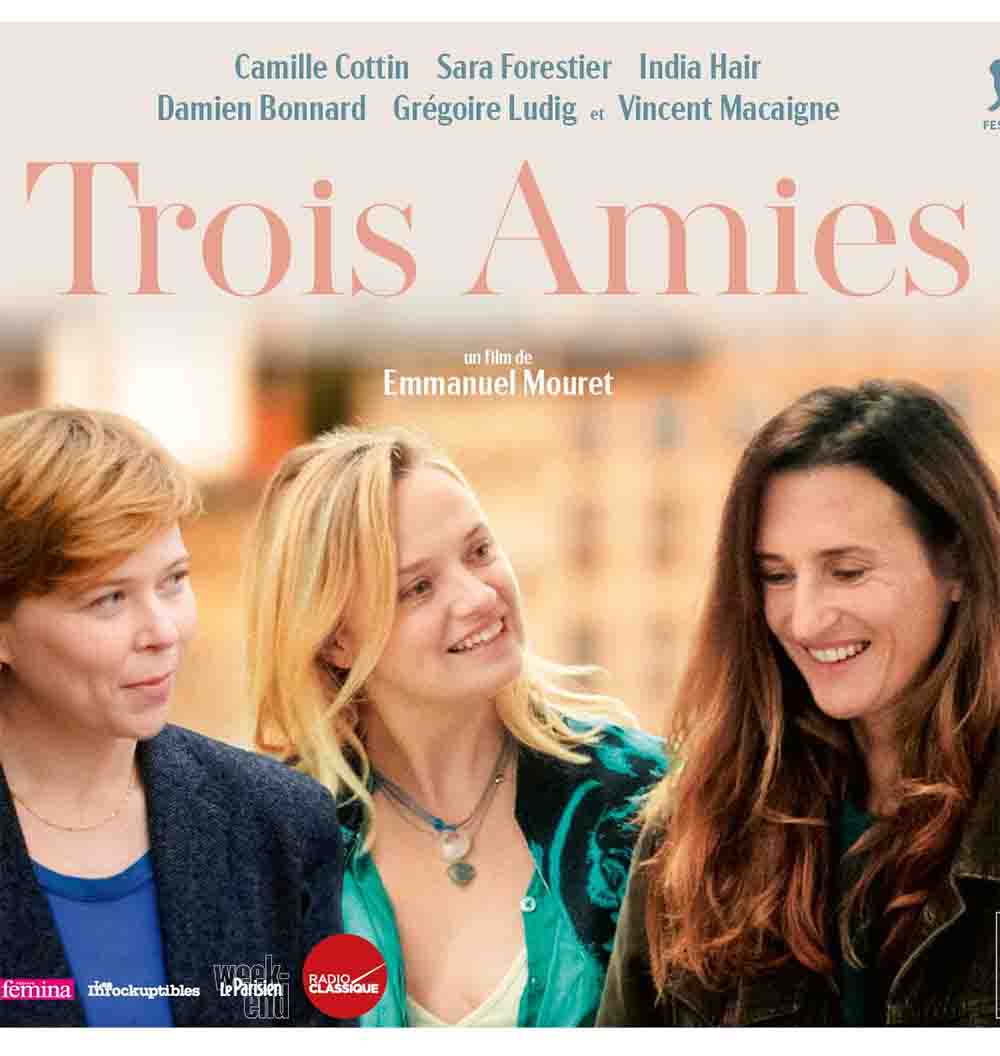 Camille Cottin Sara Forestier India Hair
Damien Bonnard Grégoire Ludig et Vincent Macaigne
FES
Trois Amies
un film de
Emmanuel Mouret
femina
Les
inrockuptibles
week-
Le Parisien
end
RADIO
CLASSIQUE